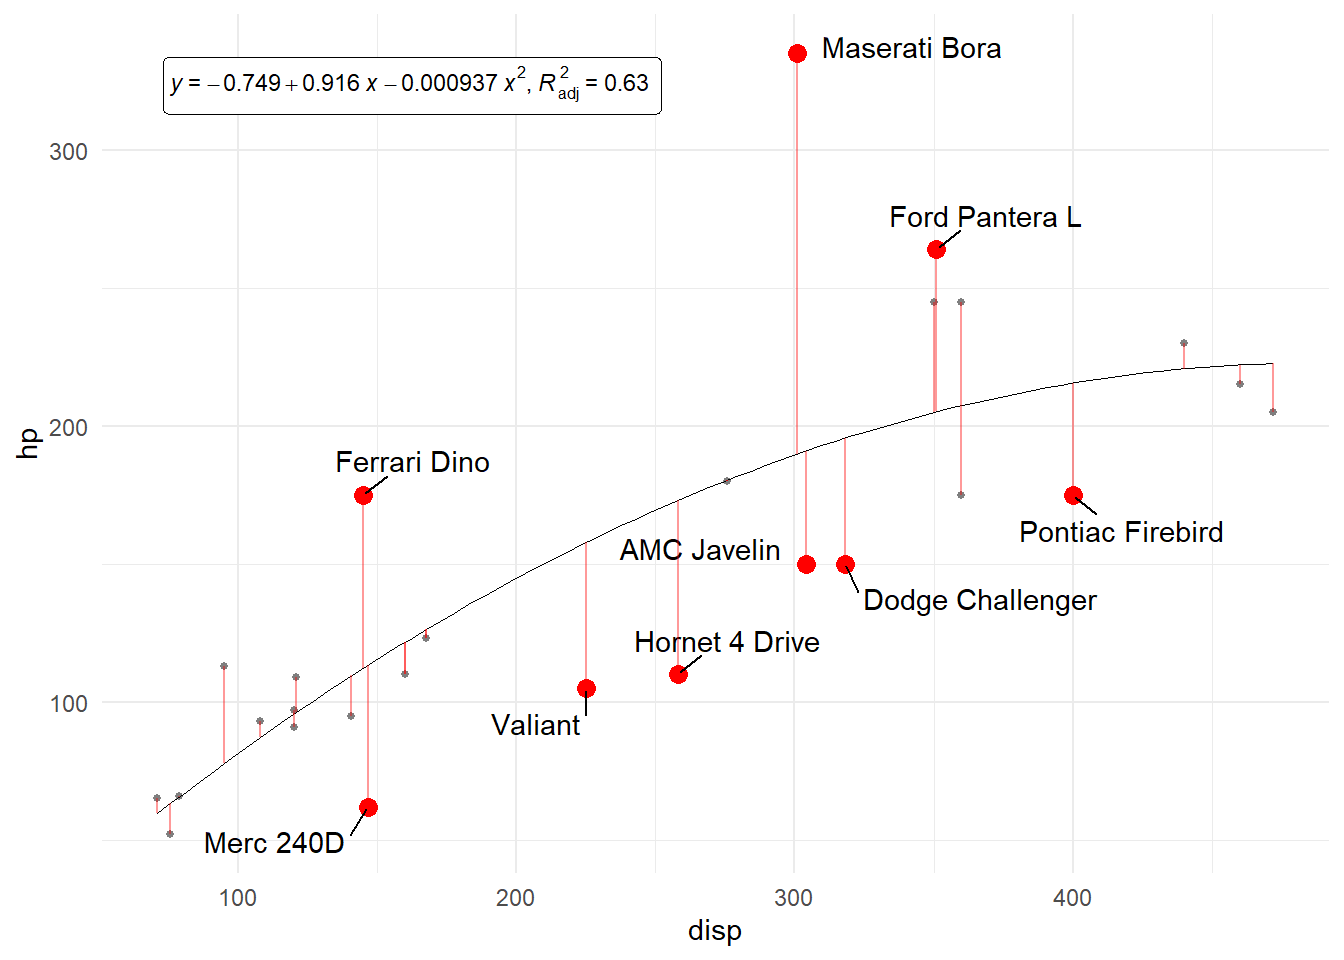 Maserati Bora
y = −0.749 + 0.916 x − 0.000937 x², R²adj = 0.63
300
Ford Pantera L
200
hp
Ferrari Dino
Pontiac Firebird
AMC Javelin
Dodge Challenger
Hornet 4 Drive
100
Valiant
Merc 240D
100 200 300 400
disp